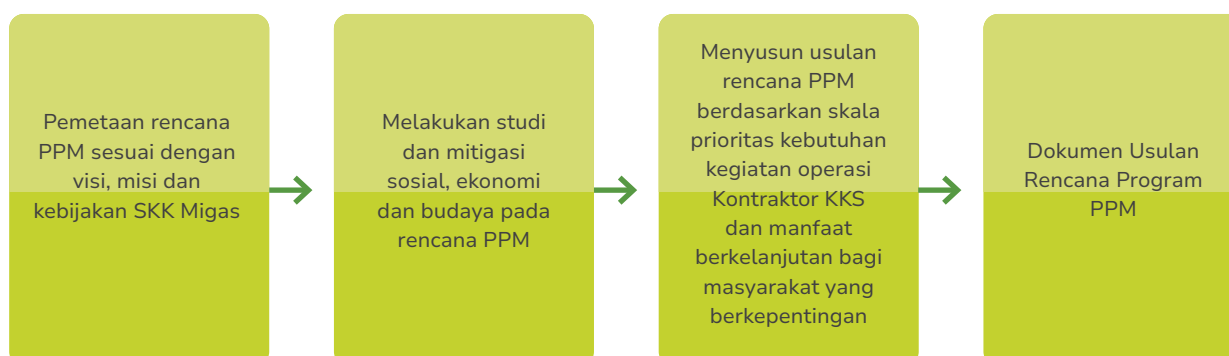 Pemetaan rencana
PPM sesuai dengan
visi, misi dan
kebijakan SKK Migas
Melakukan studi
dan mitigasi
sosial, ekonomi
dan budaya pada
rencana PPM
Menyusun usulan
rencana PPM
berdasarkan skala
prioritas kebutuhan
kegiatan operasi
Kontraktor KKS
dan manfaat
berkelanjutan bagi
masyarakat yang
berkepentingan
Dokumen Usulan
Rencana Program
PPM